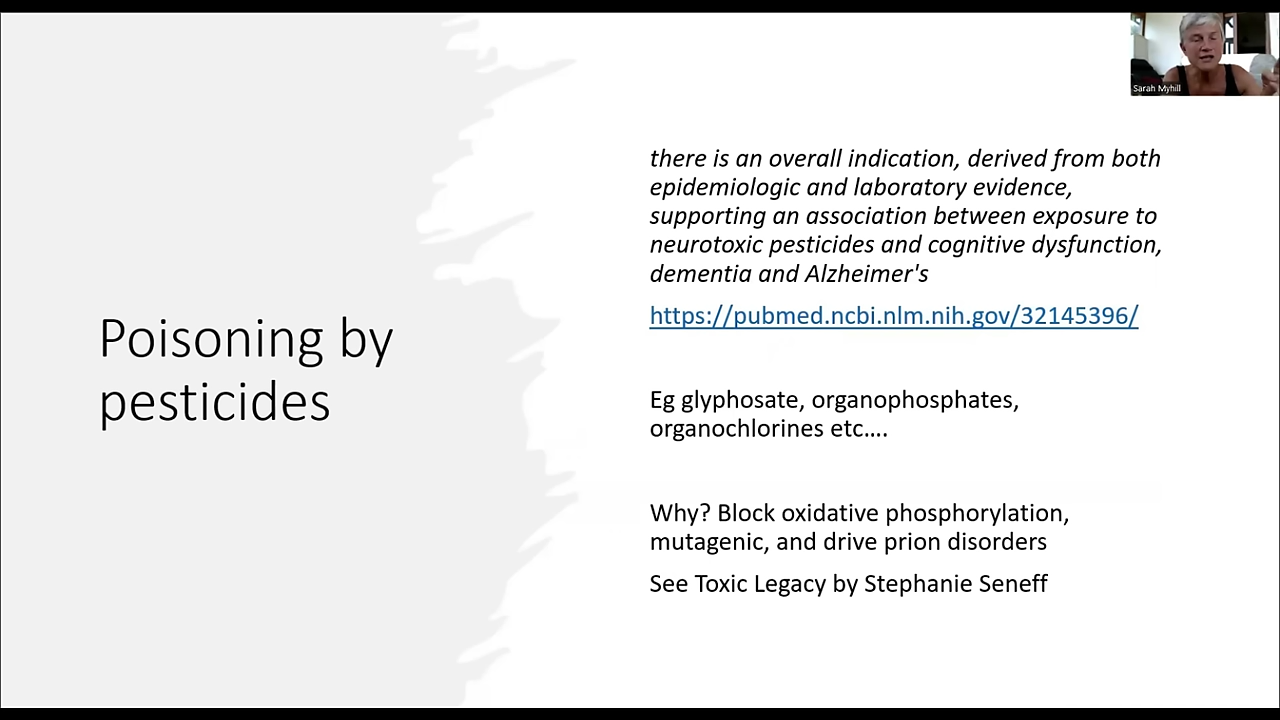 Sarah Myhill
Poisoning by
pesticides
there is an overall indication, derived from both
epidemiologic and laboratory evidence,
supporting an association between exposure to
neurotoxic pesticides and cognitive dysfunction,
dementia and Alzheimer's
https://pubmed.ncbi.nlm.nih.gov/32145396/
Eg glyphosate, organophosphates,
organochlorines etc....
Why? Block oxidative phosphorylation,
mutagenic, and drive prion disorders
See Toxic Legacy by Stephanie Seneff